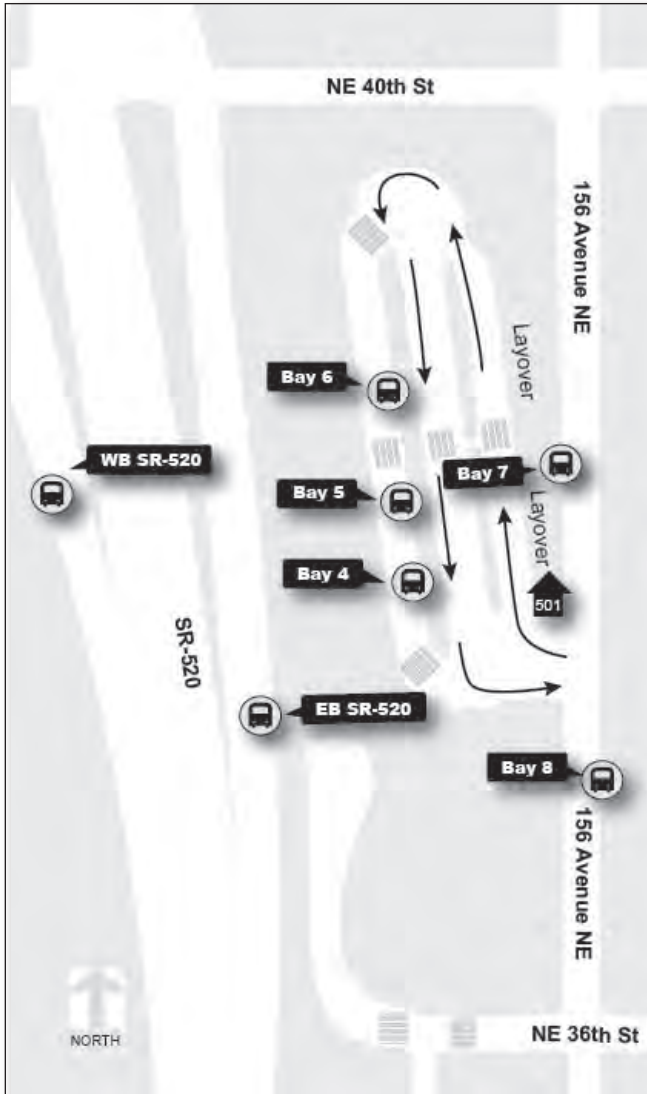 NE 40th St
156 Avenue NE
Layover
Bay 6
WB SR-520
Bay 7
Bay 5
Layover
Bay 4
501
SR-520
EB SR-520
Bay 8
156 Avenue NE
NORTH
NE 36th St